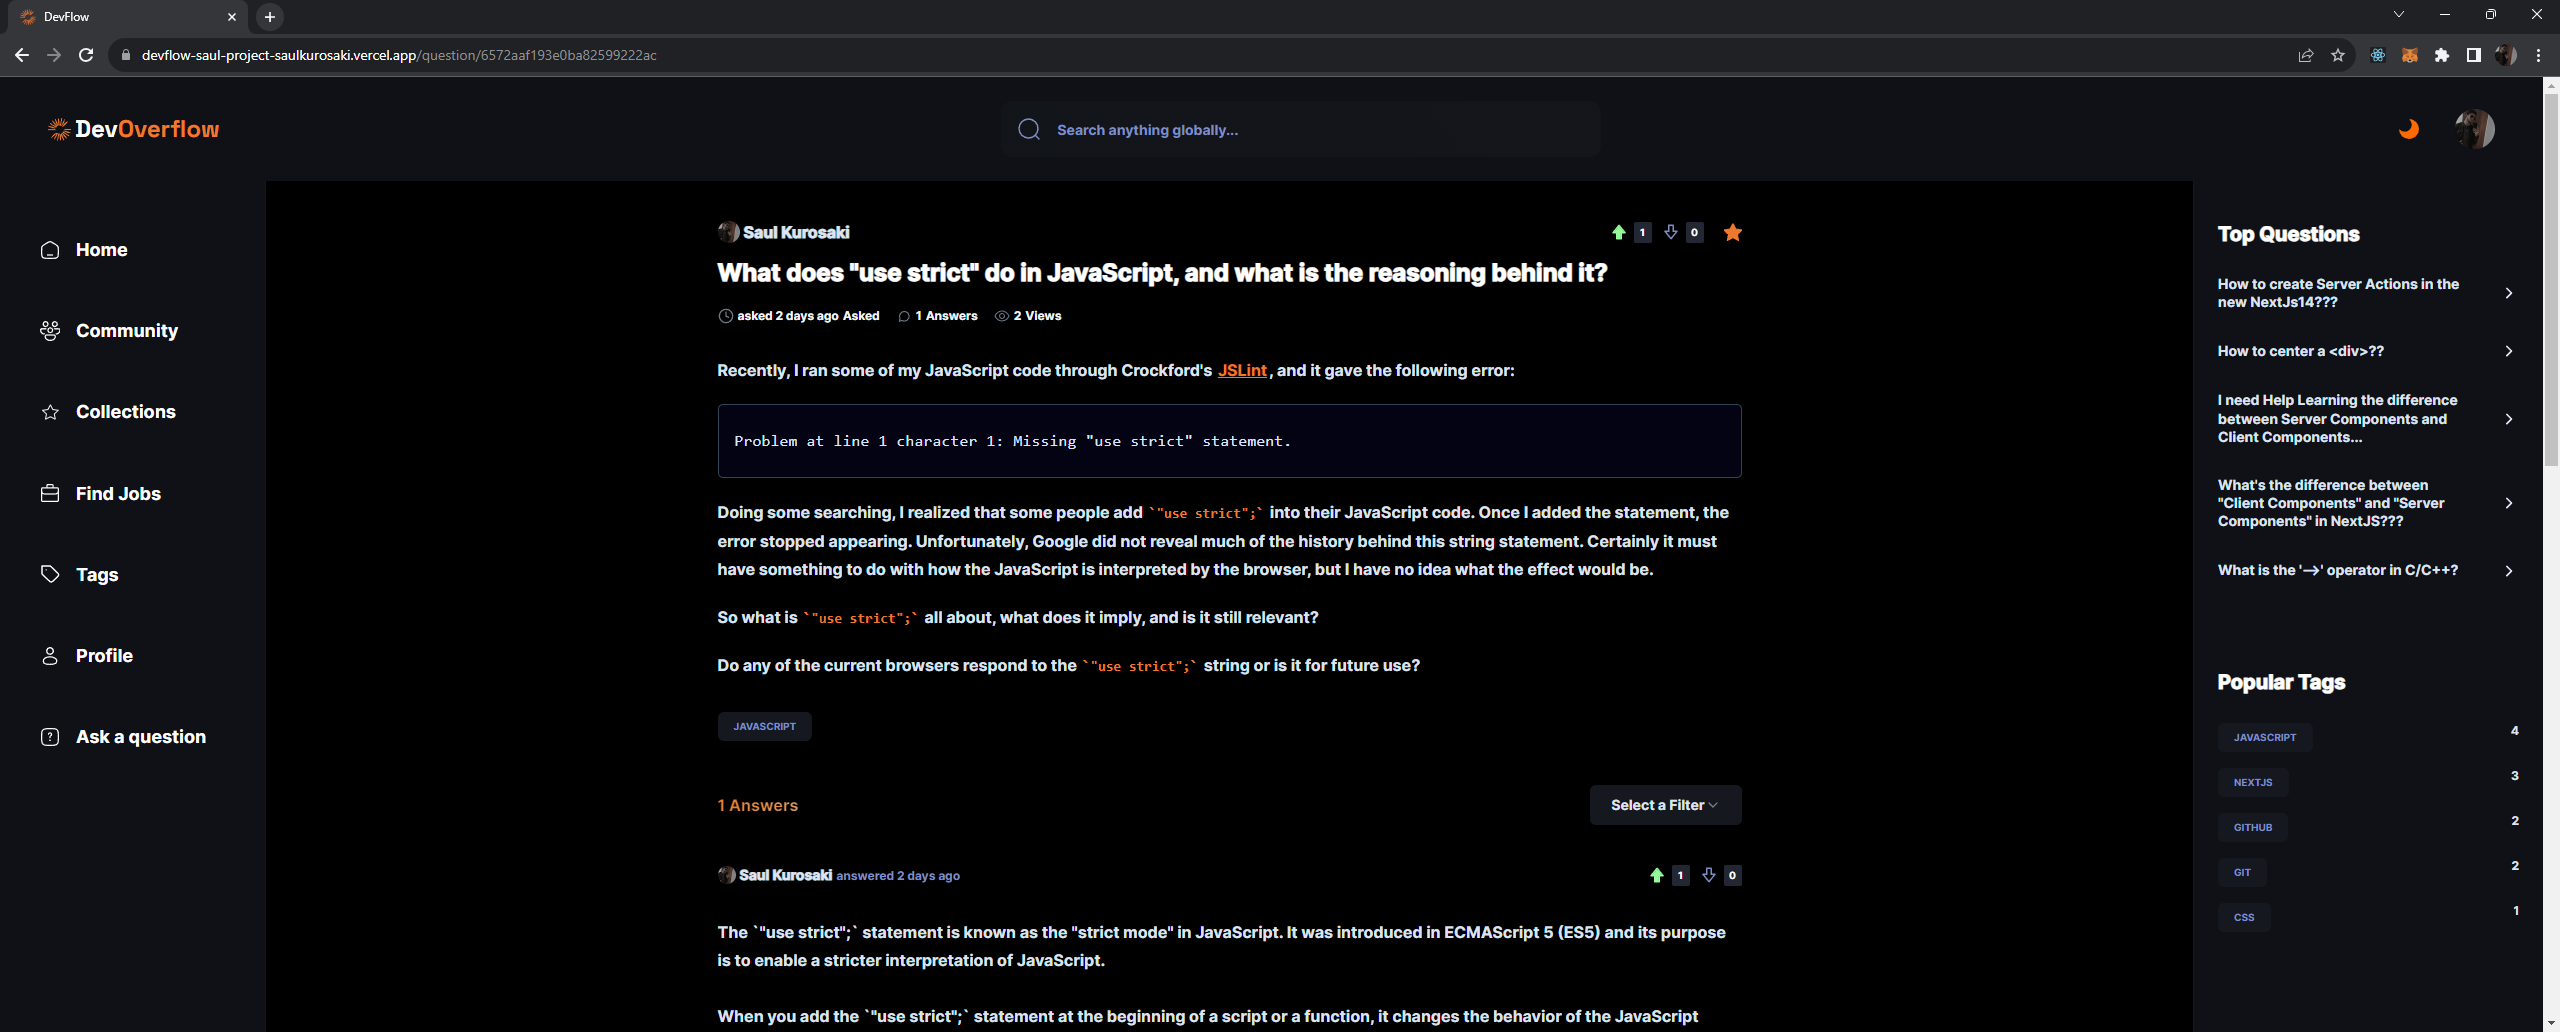 DevFlow
devflow-saul-project-saulkurosaki.vercel.app/question/6572aaf193e0ba82599222ac
DevOverflow
Search anything globally...
Home
Community
Collections
Find Jobs
Tags
Profile
Ask a question
Saul Kurosaki
1
0
What does "use strict" do in JavaScript, and what is the reasoning behind it?
asked 2 days ago Asked
1 Answers
2 Views
Recently, I ran some of my JavaScript code through Crockford's JSLint, and it gave the following error:
Problem at line 1 character 1: Missing "use strict" statement.
Doing some searching, I realized that some people add `"use strict";` into their JavaScript code. Once I added the statement, the
error stopped appearing. Unfortunately, Google did not reveal much of the history behind this string statement. Certainly it must
have something to do with how the JavaScript is interpreted by the browser, but I have no idea what the effect would be.
So what is `"use strict";` all about, what does it imply, and is it still relevant?
Do any of the current browsers respond to the `"use strict";` string or is it for future use?
JAVASCRIPT
1 Answers
Select a Filter
Saul Kurosaki answered 2 days ago
1
0
The `"use strict";` statement is known as the "strict mode" in JavaScript. It was introduced in ECMAScript 5 (ES5) and its purpose
is to enable a stricter interpretation of JavaScript.
When you add the `"use strict";` statement at the beginning of a script or a function, it changes the behavior of the JavaScript
Top Questions
How to create Server Actions in the
new NextJs14???
How to center a <div>??
I need Help Learning the difference
between Server Components and
Client Components...
What's the difference between
"Client Components" and "Server
Components" in NextJS???
What is the '-->' operator in C/C++?
Popular Tags
JAVASCRIPT 4
NEXTJS 3
GITHUB 2
GIT 2
CSS 1